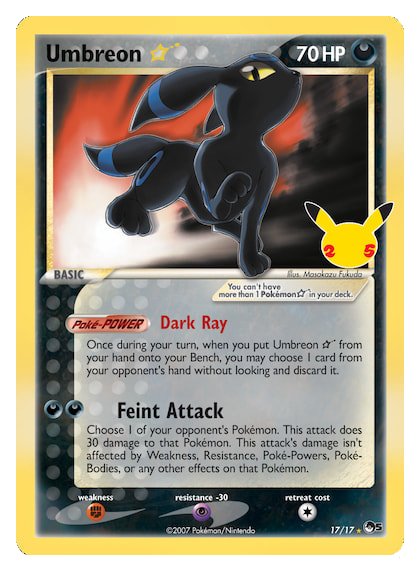 Umbreon ☆ 70 HP
25
BASIC
Illus. Masakazu Fukuda
You can't have
more than 1 Pokémon☆ in your deck.
Poké-POWER Dark Ray
Once during your turn, when you put Umbreon ☆ from
your hand onto your Bench, you may choose 1 card from
your opponent's hand without looking and discard it.
Feint Attack
Choose 1 of your opponent's Pokémon. This attack does
30 damage to that Pokémon. This attack's damage isn't
affected by Weakness, Resistance, Poké-Powers, Poké-
Bodies, or any other effects on that Pokémon.
weakness resistance -30 retreat cost
©2007 Pokémon/Nintendo 17/17 ★ 5